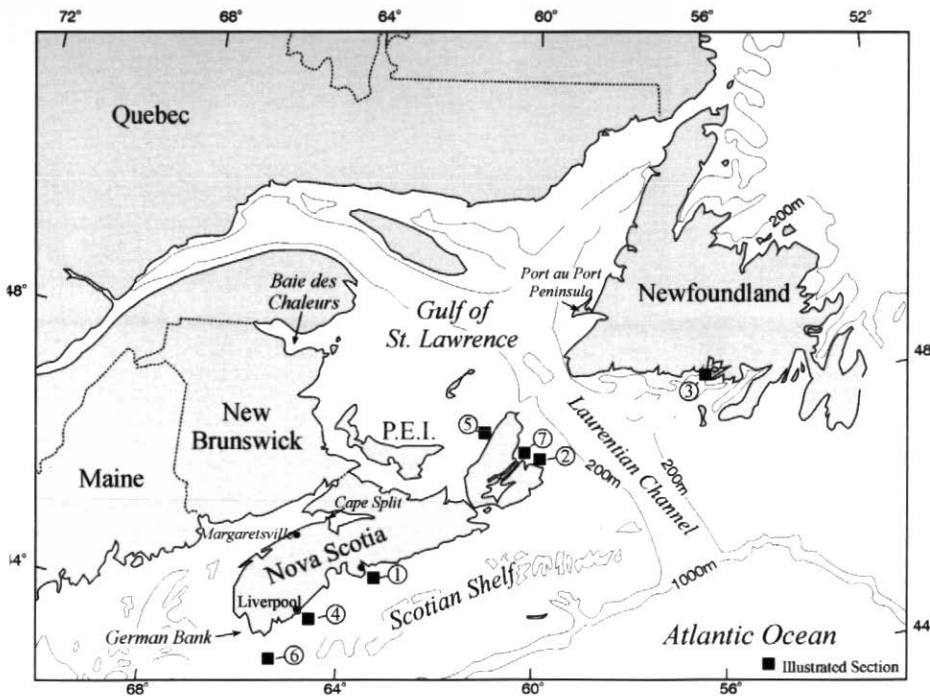 72°
68°
64°
60°
56°
52°
Quebec
200m
Port au Port
Peninsula
Baie des
Chaleurs
48°
Newfoundland
Gulf of
St. Lawrence
48°
③
New
Brunswick
P.E.I.
⑤
⑦
②
Laurentian Channel
200m
200m
Maine
Cape Split
Margaretsville
Nova Scotia
①
1000m
44°
Liverpool
④
Scotian Shelf
German Bank
⑥
Atlantic Ocean
44°
Illustrated Section
68°
64°
60°
56°